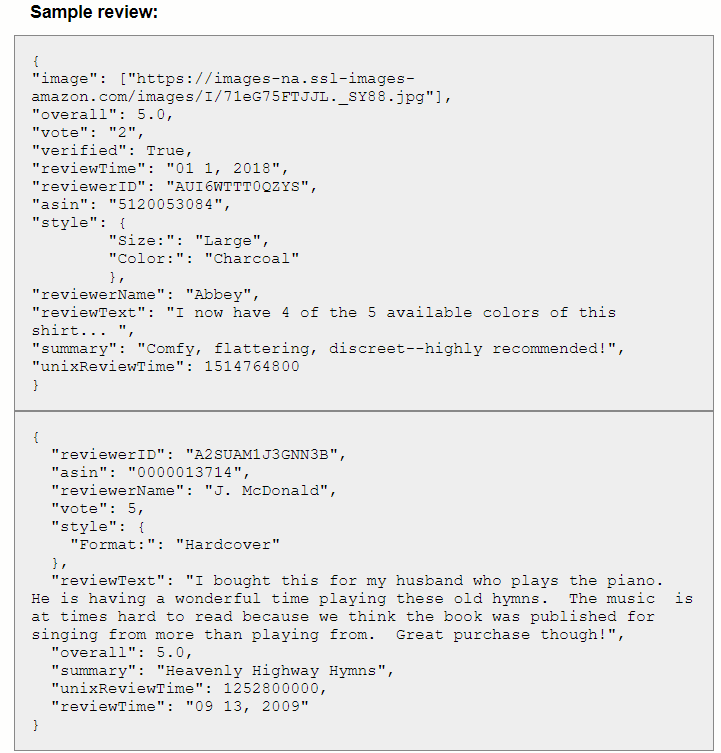 Sample review:
{
"image": ["https://images-na.ssl-images-
amazon.com/images/I/71eG75FTJJL._SY88.jpg"],
"overall": 5.0,
"vote": "2",
"verified": True,
"reviewTime": "01 1, 2018",
"reviewerID": "AUI6WTTT0QZYS",
"asin": "5120053084",
"style": {
"Size:": "Large",
"Color:": "Charcoal"
},
"reviewerName": "Abbey",
"reviewText": "I now have 4 of the 5 available colors of this
shirt... ",
"summary": "Comfy, flattering, discreet--highly recommended!",
"unixReviewTime": 1514764800
}
{
"reviewerID": "A2SUAM1J3GNN3B",
"asin": "0000013714",
"reviewerName": "J. McDonald",
"vote": 5,
"style": {
"Format:": "Hardcover"
},
"reviewText": "I bought this for my husband who plays the piano.
He is having a wonderful time playing these old hymns.  The music  is
at times hard to read because we think the book was published for
singing from more than playing from.  Great purchase though!",
"overall": 5.0,
"summary": "Heavenly Highway Hymns",
"unixReviewTime": 1252800000,
"reviewTime": "09 13, 2009"
}